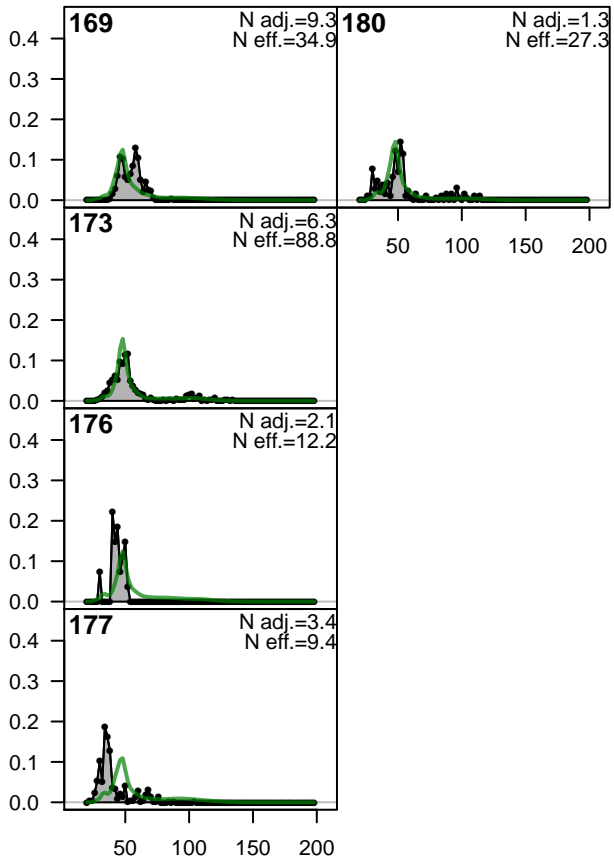 169 N adj.=9.3
N eff.=34.9
180 N adj.=1.3
N eff.=27.3
0.4
0.3
0.2
0.1
0.0
173 N adj.=6.3
N eff.=88.8
0.4
0.3
0.2
0.1
0.0
50 100 150 200
176 N adj.=2.1
N eff.=12.2
0.4
0.3
0.2
0.1
0.0
177 N adj.=3.4
N eff.=9.4
0.4
0.3
0.2
0.1
0.0
50 100 150 200